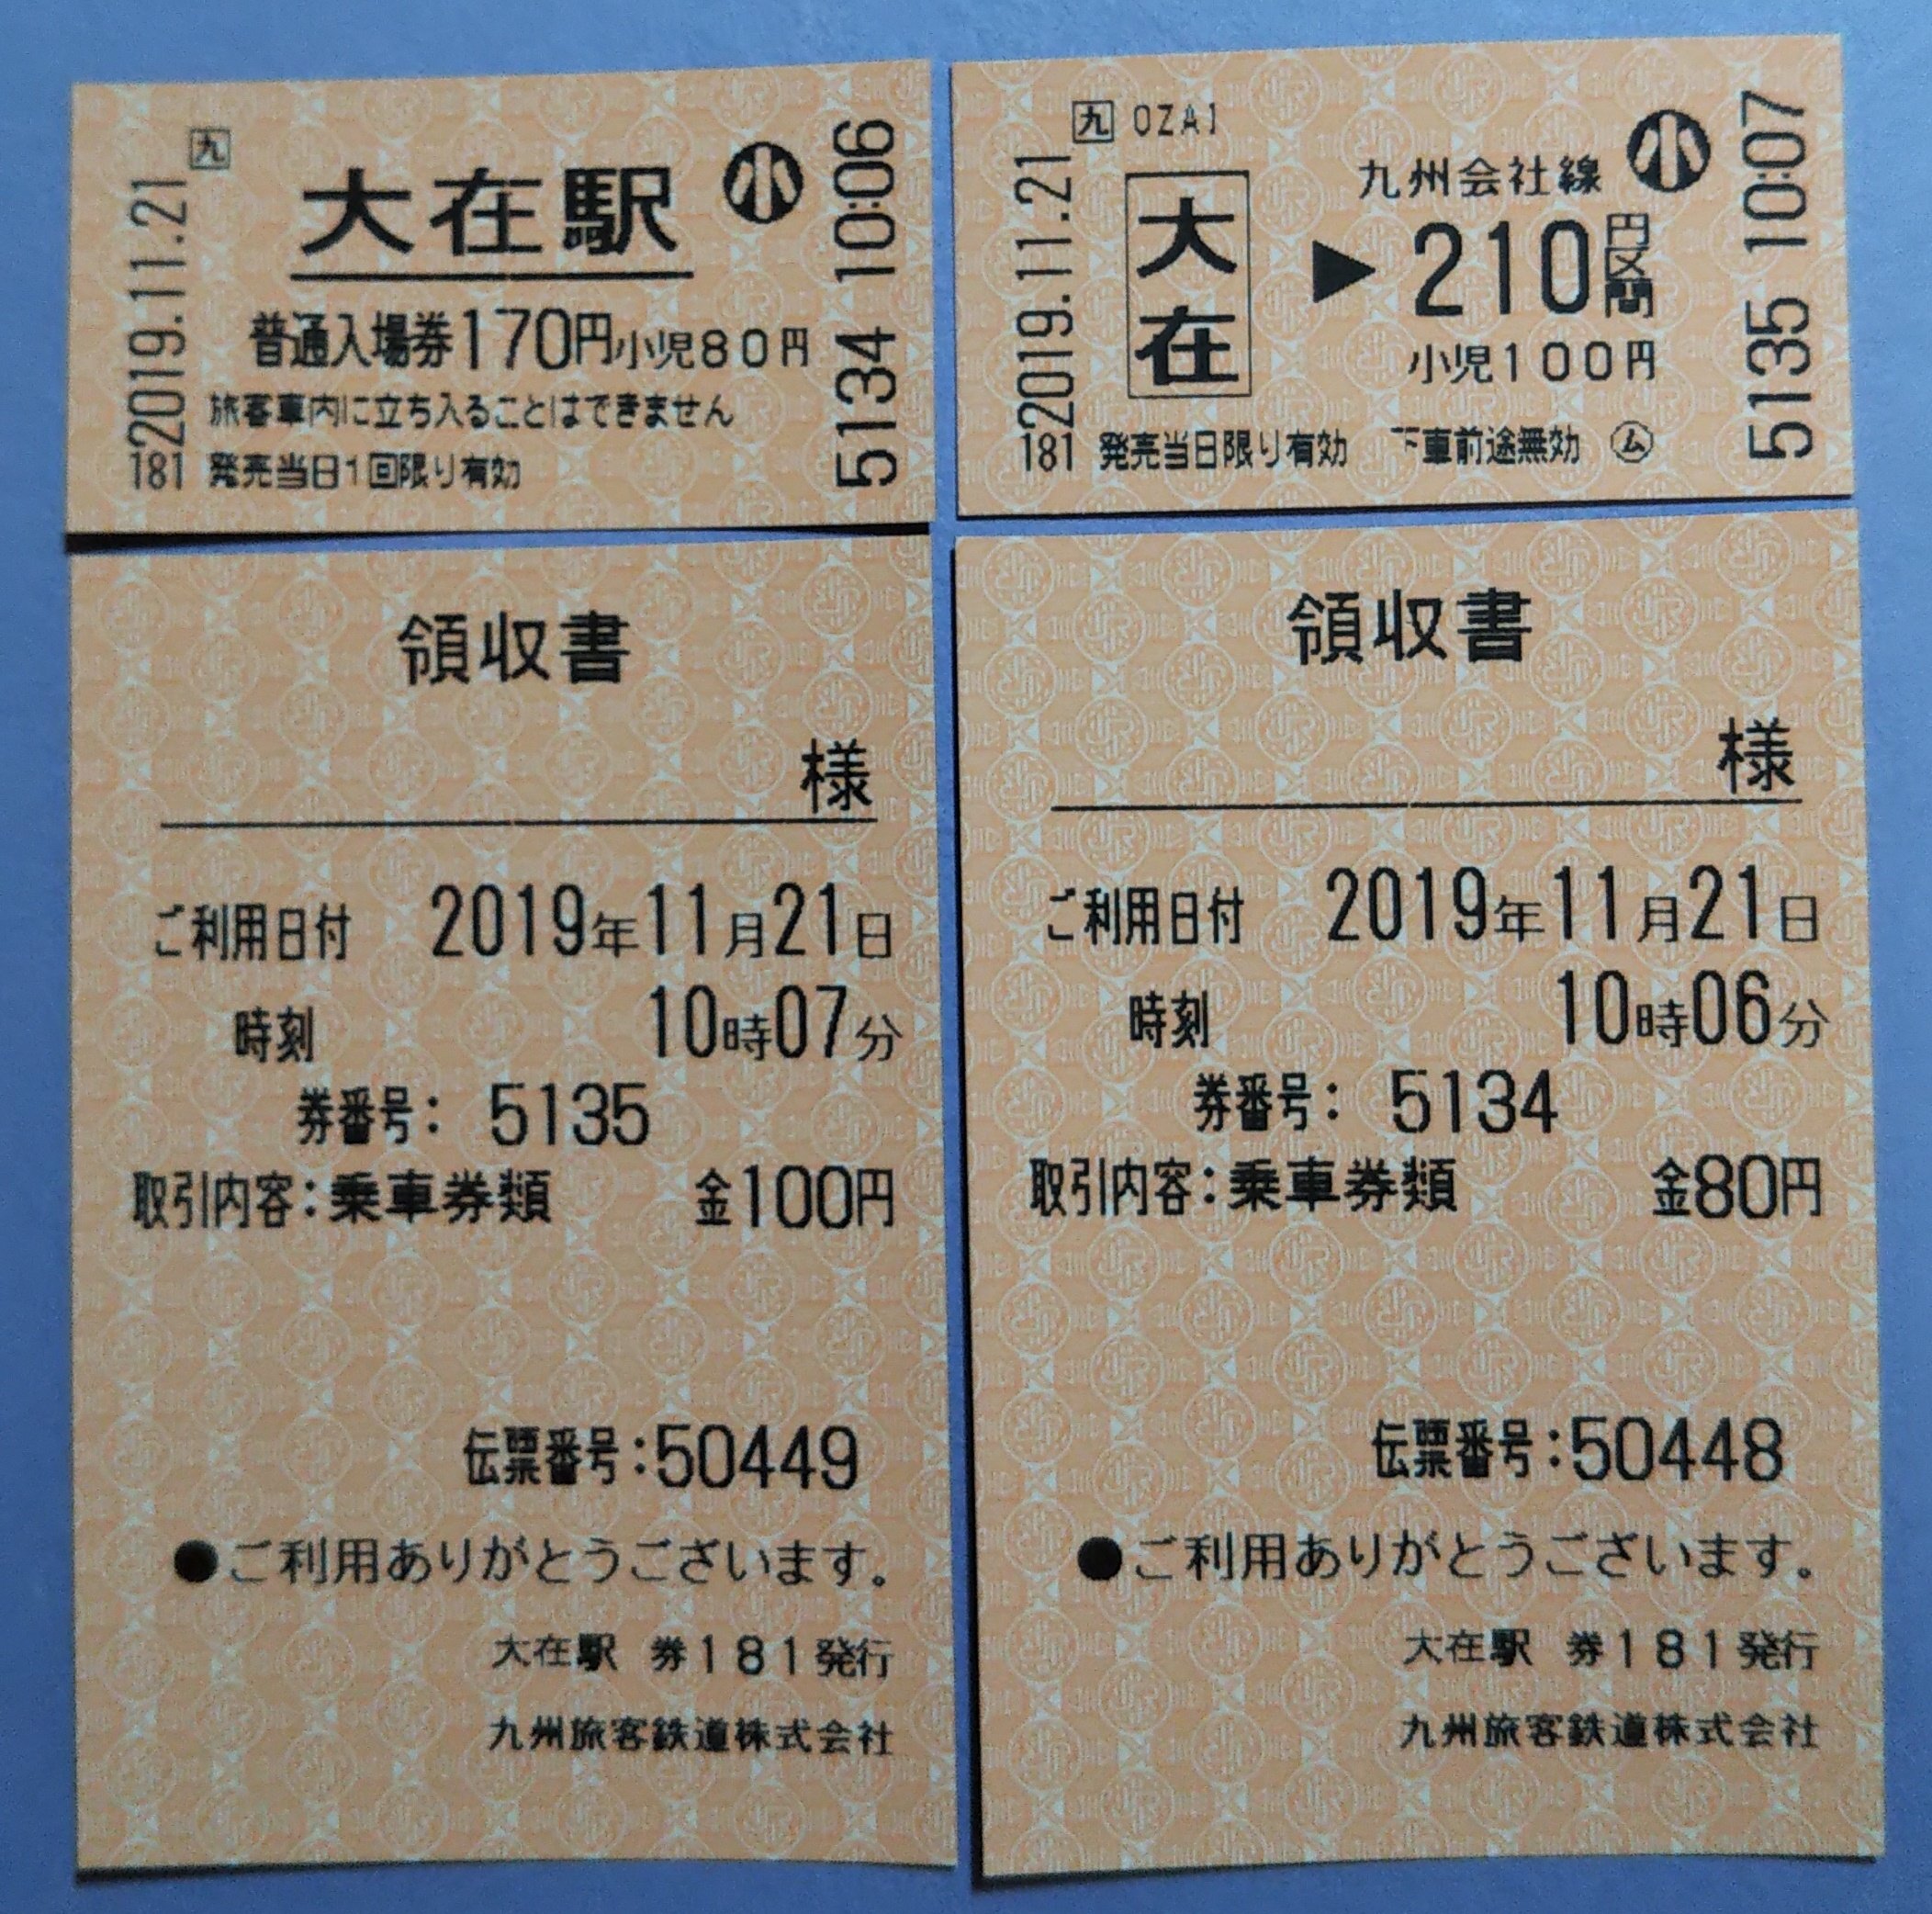 九
大在駅 小
普通入場券170円小児80円
旅客車内に立ち入ることはできません
181 発売当日1回限り有効
2019.11.21
5134 10:06
九 OZAI
九州会社線 小
大在 ▶ 210円区間
小児100円
181 発売当日限り有効 下車前途無効 ム
2019.11.21
5135 10:07
領収書
様
ご利用日付 2019年11月21日
時刻 10時07分
券番号: 5135
取引内容:乗車券類 金100円
伝票番号:50449
●ご利用ありがとうございます。
大在駅 券181発行
九州旅客鉄道株式会社
領収書
様
ご利用日付 2019年11月21日
時刻 10時06分
券番号: 5134
取引内容:乗車券類 金80円
伝票番号:50448
●ご利用ありがとうございます。
大在駅 券181発行
九州旅客鉄道株式会社